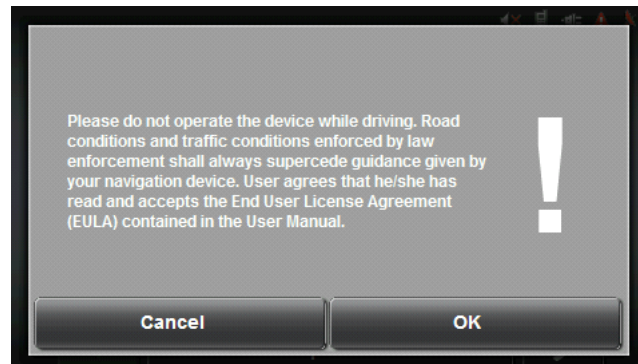 Please do not operate the device while driving. Road
conditions and traffic conditions enforced by law
enforcement shall always supercede guidance given by
your navigation device. User agrees that he/she has
read and accepts the End User License Agreement
(EULA) contained in the User Manual.
!
Cancel
OK